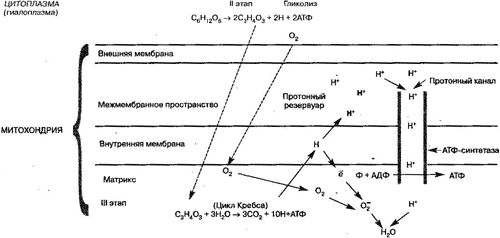 ЦИТОПЛАЗМА
(гиалоплазма)
II этап Гликолиз
C₆H₁₂O₆ → 2C₃H₄O₃ + 2H + 2АТФ
O₂
Внешняя мембрана
H⁺ H⁺ H⁺ Протонный канал
Протонный
резервуар
H⁺ H⁺ H⁺
Межмембранное пространство
H⁺
МИТОХОНДРИЯ
Внутренняя мембрана
H H⁺ АТФ-синтетаза
Матрикс
O₂ ē Ф + АДФ АТФ
O₂
III этап
(Цикл Кребса)
O₂⁻ H⁺
C₃H₄O₃ + 3H₂O → 3CO₂ + 10H+АТФ
H₂O